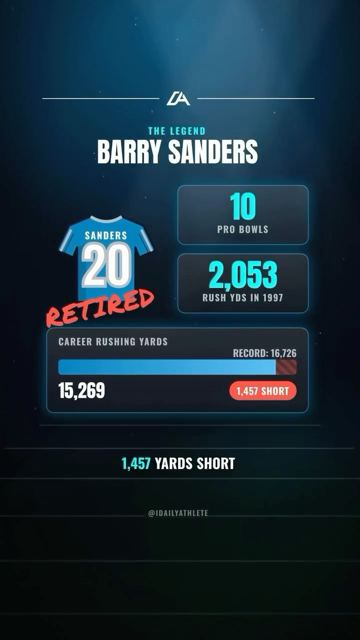 THE LEGEND
BARRY SANDERS
10
PRO BOWLS
SANDERS
20
RETIRED
2,053
RUSH YDS IN 1997
CAREER RUSHING YARDS
RECORD: 16,726
15,269
1,457 SHORT
1,457 YARDS SHORT
@IDAILYATHLETE